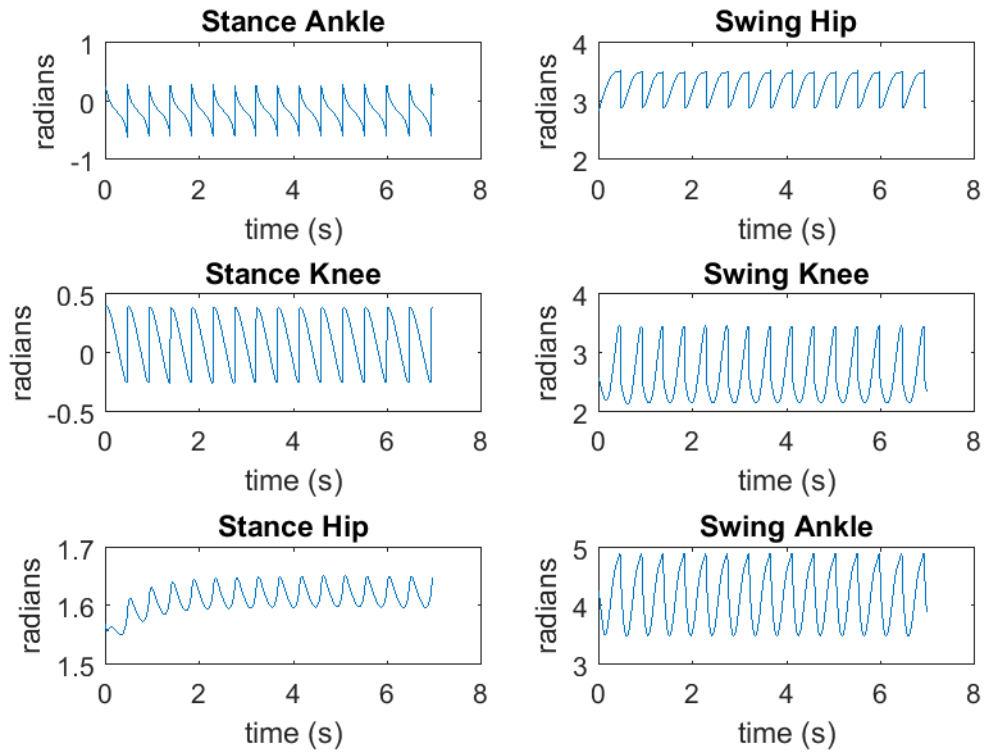 Stance Ankle
1
0
-1
radians
0 2 4 6 8
time (s)
Swing Hip
4
3
2
radians
0 2 4 6 8
time (s)
Stance Knee
0.5
0
-0.5
radians
0 2 4 6 8
time (s)
Swing Knee
4
3
2
radians
0 2 4 6 8
time (s)
Stance Hip
1.7
1.6
1.5
radians
0 2 4 6 8
time (s)
Swing Ankle
5
4
3
radians
0 2 4 6 8
time (s)